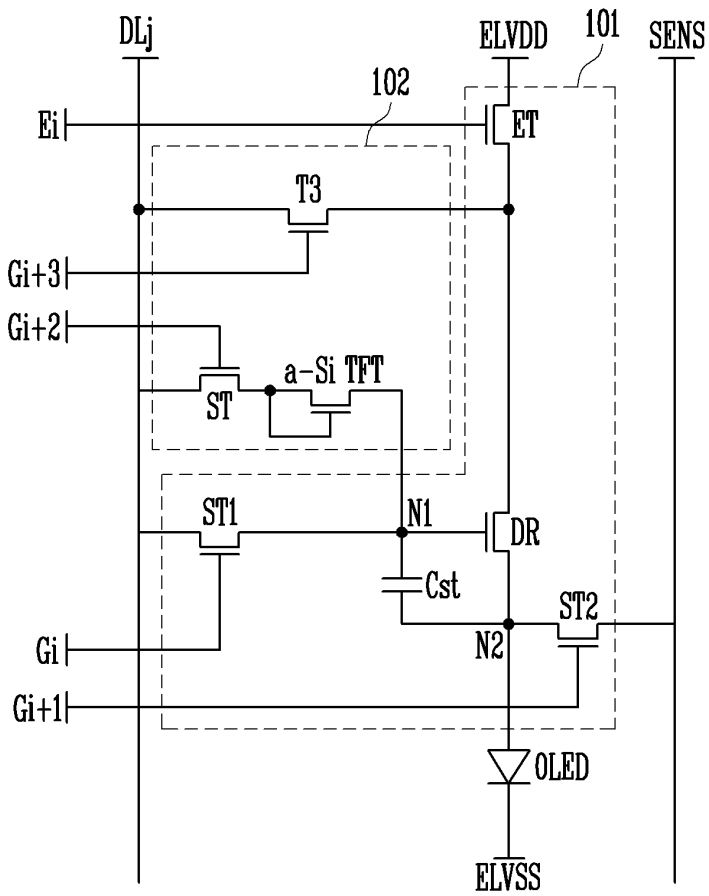 DLj
ELVDD
101
SENS
102
Ei
ET
T3
Gi+3
Gi+2
a-Si TFT
ST
ST1
N1
DR
Cst
ST2
Gi
N2
Gi+1
OLED
ELVSS